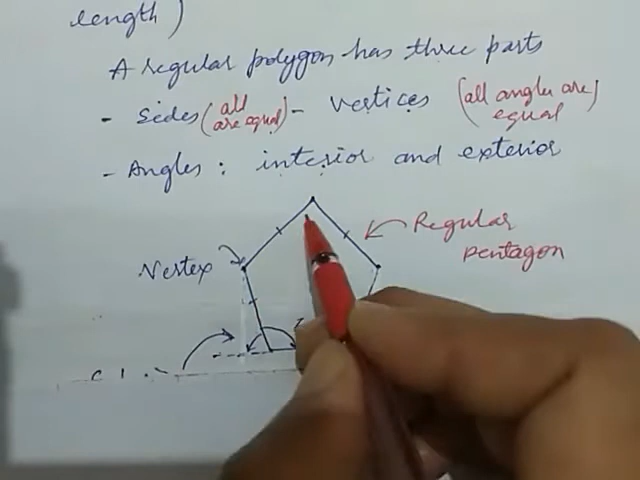 length)
A regular polygon has three parts
- Sides (all are equal) - Vertices (all angles are equal)
- Angles : interior and exterior
Regular
pentagon
Vertex